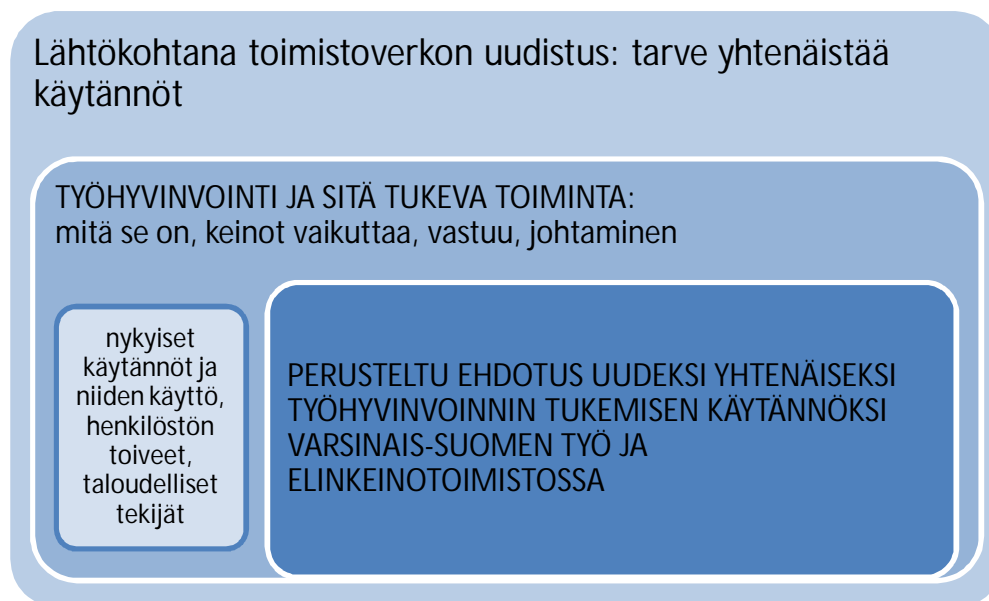 Lähtökohtana toimistoverkon uudistus: tarve yhtenäistää
käytännöt
TYÖHYVINVOINTI JA SITÄ TUKEVA TOIMINTA:
mitä se on, keinot vaikuttaa, vastuu, johtaminen
nykyiset
käytännöt ja
niiden käyttö,
henkilöstön
toiveet,
taloudelliset
tekijät
PERUSTELTU EHDOTUS UUDEKSI YHTENÄISEKSI
TYÖHYVINVOINNIN TUKEMISEN KÄYTÄNNÖKSI
VARSINAIS-SUOMEN TYÖ JA
ELINKEINOTOIMISTOSSA